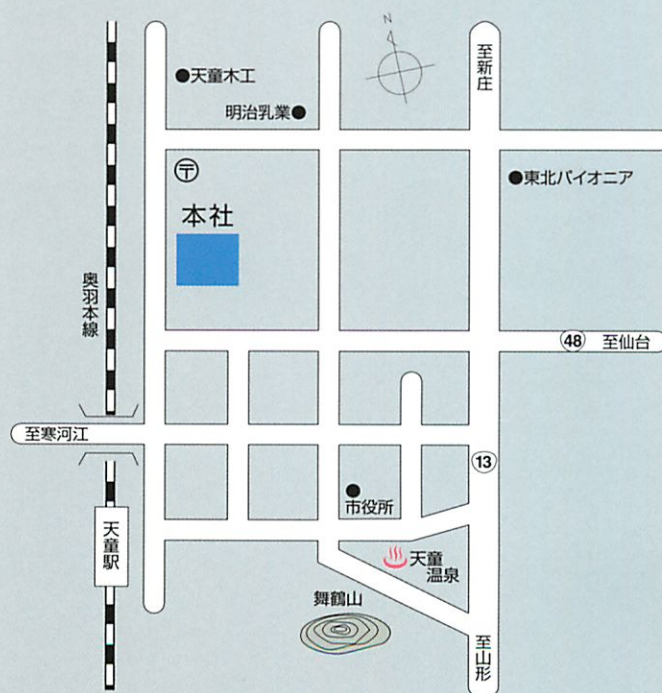 N
至新庄
天童木工
明治乳業
〒
東北パイオニア
本社
奥羽本線
48
至仙台
至寒河江
13
市役所
天童駅
天童
温泉
舞鶴山
至山形